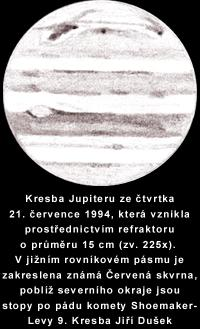 Kresba Jupiteru ze čtvrtka
21. července 1994, která vznikla
prostřednictvím refraktoru
o průměru 15 cm (zv. 225x).
V jižním rovníkovém pásmu je
zakreslena známá Červená skvrna,
poblíž severního okraje jsou
stopy po pádu komety Shoemaker-
Levy 9. Kresba Jiří Dušek